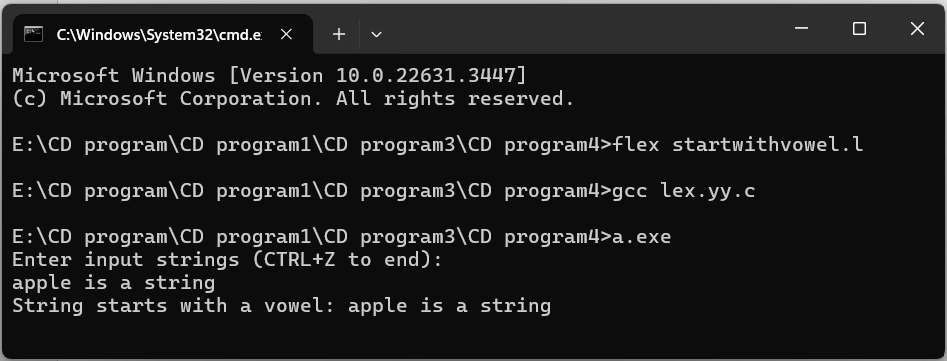 C:\Windows\System32\cmd.e
Microsoft Windows [Version 10.0.22631.3447]
(c) Microsoft Corporation. All rights reserved.
E:\CD program\CD program1\CD program3\CD program4>flex startwithvowel.l
E:\CD program\CD program1\CD program3\CD program4>gcc lex.yy.c
E:\CD program\CD program1\CD program3\CD program4>a.exe
Enter input strings (CTRL+Z to end):
apple is a string
String starts with a vowel: apple is a string